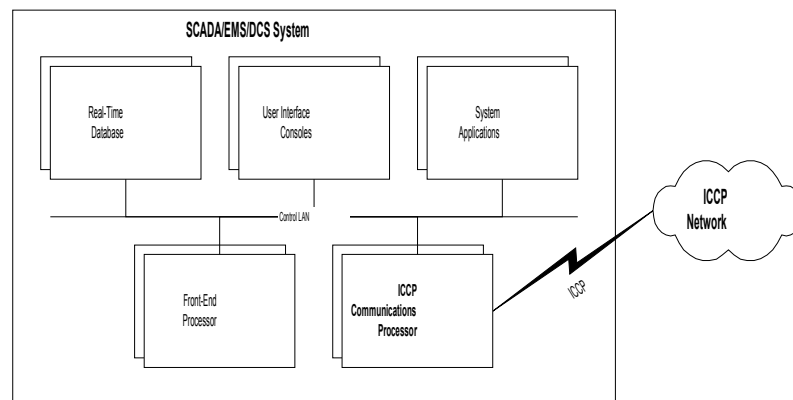 SCADA/EMS/DCS System
Real-Time
Database
User Interface
Consoles
System
Applications
Control LAN
ICCP
Network
Front-End
Processor
ICCP
Communications
Processor
ICCP